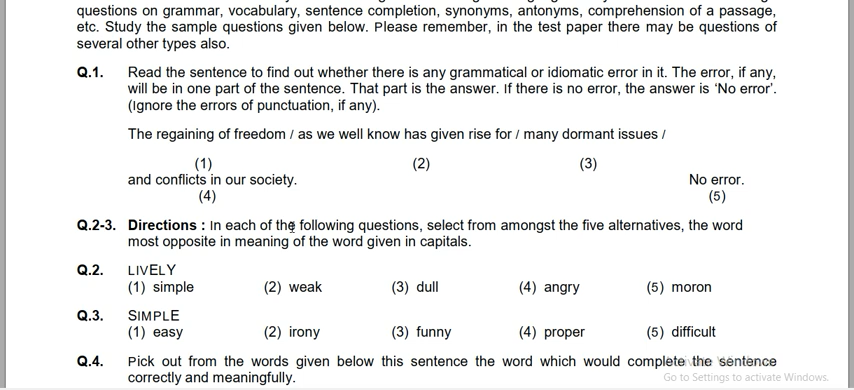 questions on grammar, vocabulary, sentence completion, synonyms, antonyms, comprehension of a passage,
etc. Study the sample questions given below. Please remember, in the test paper there may be questions of
several other types also.
Q.1. Read the sentence to find out whether there is any grammatical or idiomatic error in it. The error, if any,
will be in one part of the sentence. That part is the answer. If there is no error, the answer is ‘No error’.
(Ignore the errors of punctuation, if any).
The regaining of freedom / as we well know has given rise for / many dormant issues /
(1) (2) (3)
and conflicts in our society. No error.
(4) (5)
Q.2-3. Directions : In each of the following questions, select from amongst the five alternatives, the word
most opposite in meaning of the word given in capitals.
Q.2. LIVELY
(1) simple (2) weak (3) dull (4) angry (5) moron
Q.3. SIMPLE
(1) easy (2) irony (3) funny (4) proper (5) difficult
Q.4. Pick out from the words given below this sentence the word which would complete the sentence
correctly and meaningfully.
Activate Windows
Go to Settings to activate Windows.